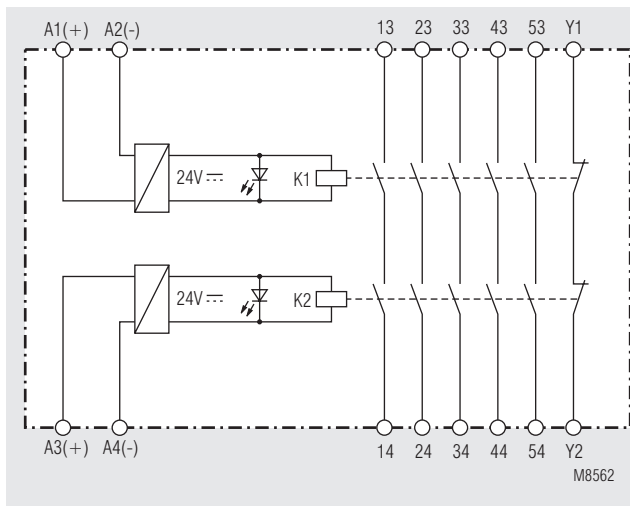 A1(+) A2(-) 13 23 33 43 53 Y1
24V K1
24V K2
A3(+) A4(-) 14 24 34 44 54 Y2
M8562